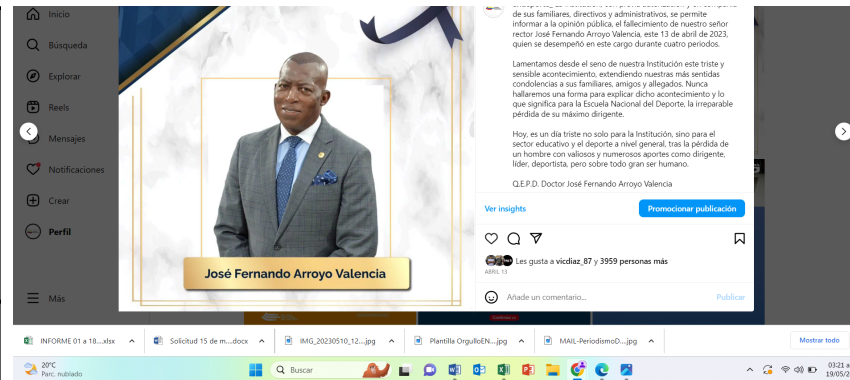 Inicio
Búsqueda
Explorar
Reels
Mensajes
Notificaciones
Crear
Perfil
Más
José Fernando Arroyo Valencia
de sus familiares, directivos y administrativos, se permite
informar a la opinión pública, el fallecimiento de nuestro señor
rector José Fernando Arroyo Valencia, este 13 de abril de 2023,
quien se desempeñó en este cargo durante cuatro periodos.
Lamentamos desde el seno de nuestra Institución este triste y
sensible acontecimiento, extendiendo nuestras más sentidas
condolencias a sus familiares, amigos y allegados. Nunca
hallaremos una forma para explicar dicho acontecimiento y lo
que significa para la Escuela Nacional del Deporte, la irreparable
pérdida de su máximo dirigente.
Hoy, es un día triste no solo para la Institución, sino para el
sector educativo y el deporte a nivel general, tras la pérdida de
un hombre con valiosos y numerosos aportes como dirigente,
líder, deportista, pero sobre todo gran ser humano.
Q.E.P.D. Doctor José Fernando Arroyo Valencia
Ver insights
Promocionar publicación
Les gusta a vicdiaz_87 y 3959 personas más
ABRIL 13
Añade un comentario...
Publicar
INFORME 01 a 18....xlsx
Solicitud 15 de m....docx
IMG_20230510_12....jpg
Plantilla OrgulloEN....jpg
MAIL-PeriodismoD....jpg
Mostrar todo
20°C
Parc. nublado
Buscar
03:21 a
19/05/2